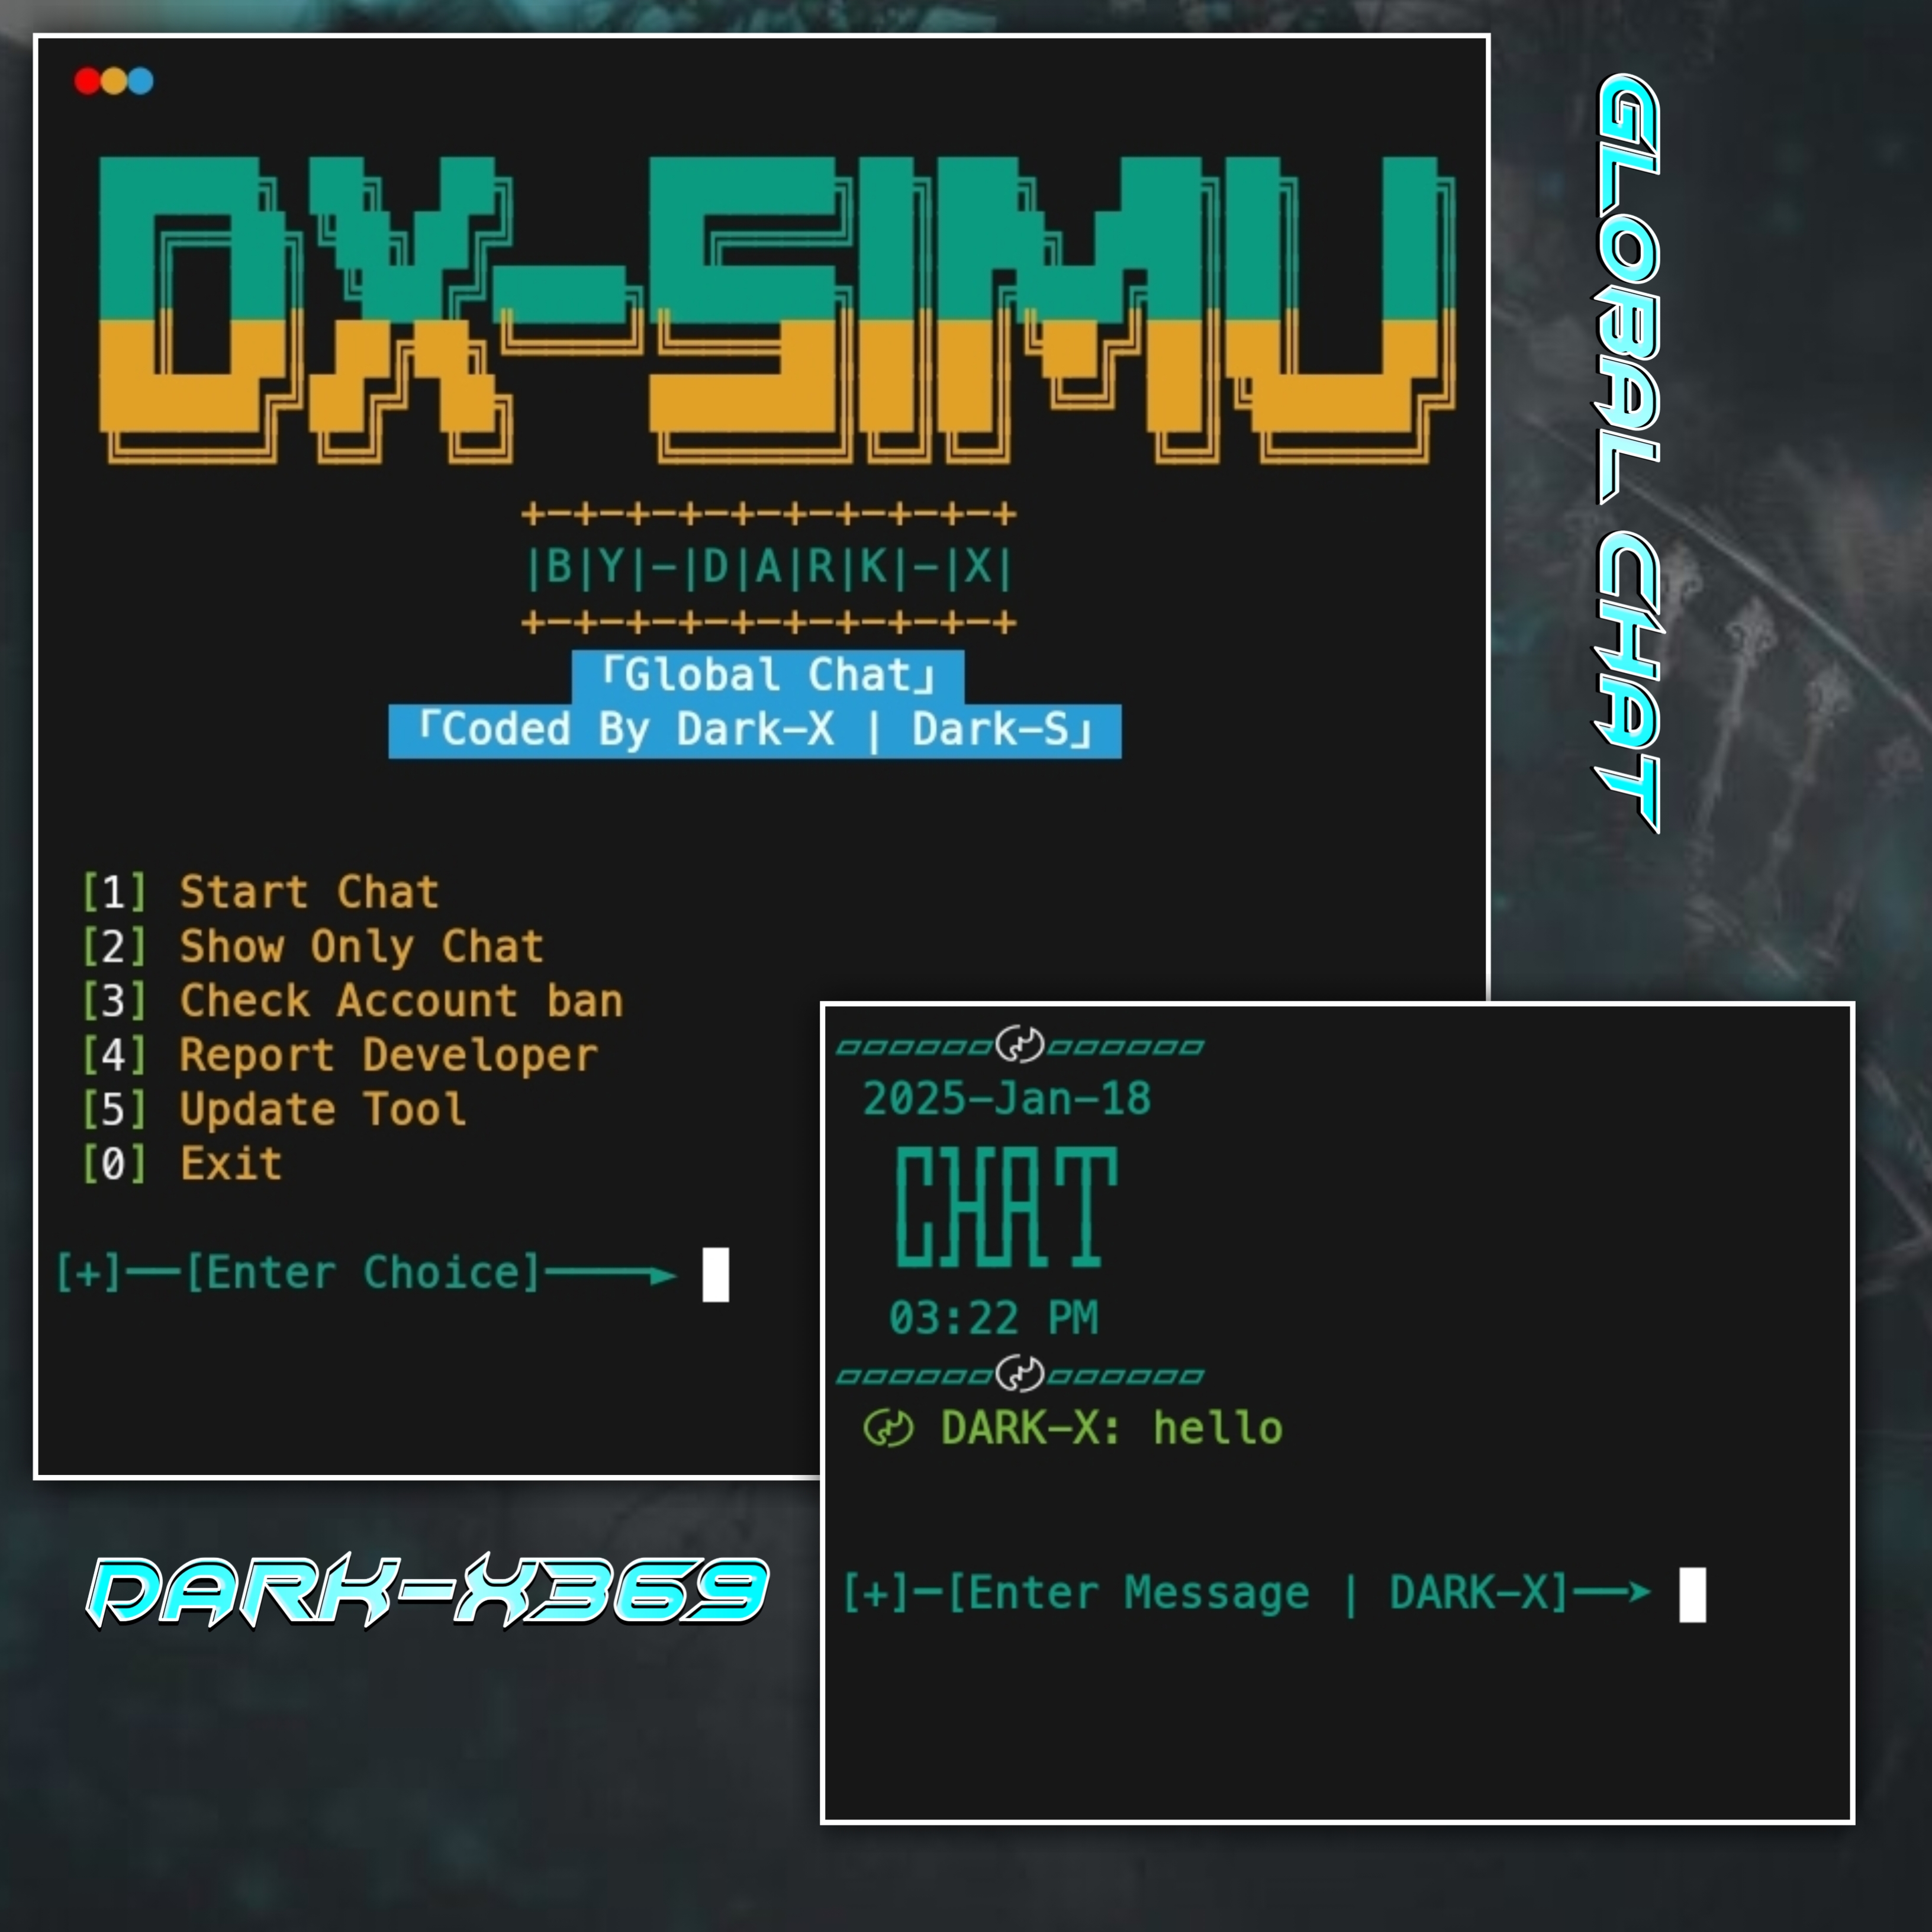 DX-SIMU
+-+-+-+-+-+-+-+-+-+
|B|Y|-|D|A|R|K|-|X|
+-+-+-+-+-+-+-+-+-+
「Global Chat」
「Coded By Dark-X | Dark-S」
[1] Start Chat
[2] Show Only Chat
[3] Check Account ban
[4] Report Developer
[5] Update Tool
[0] Exit
[+]──[Enter Choice]────►
GLOBAL CHAT
2025-Jan-18
CHAT
03:22 PM
DARK-X: hello
[+]─[Enter Message | DARK-X]──➤
DARK-X369